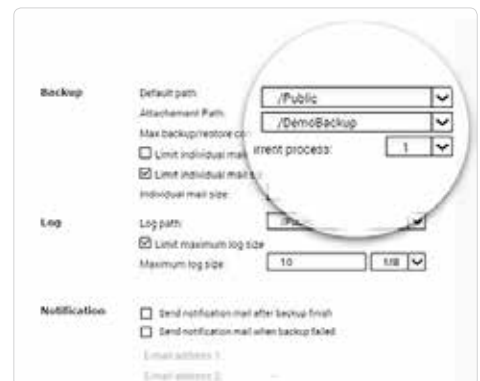 Backup
Default path:
/Public
Attachement Path:
/DemoBackup
Max backup/restore co
rrent process:
1
Limit individual mail
Limit individual mail s
Individual mail size
Log
Log path:
Limit maximum log size
Maximum log size
10
MB
Notification
Send notification mail after backup finish
Send notification mail when backup failed
E-mail address 1:
E-mail address 2: